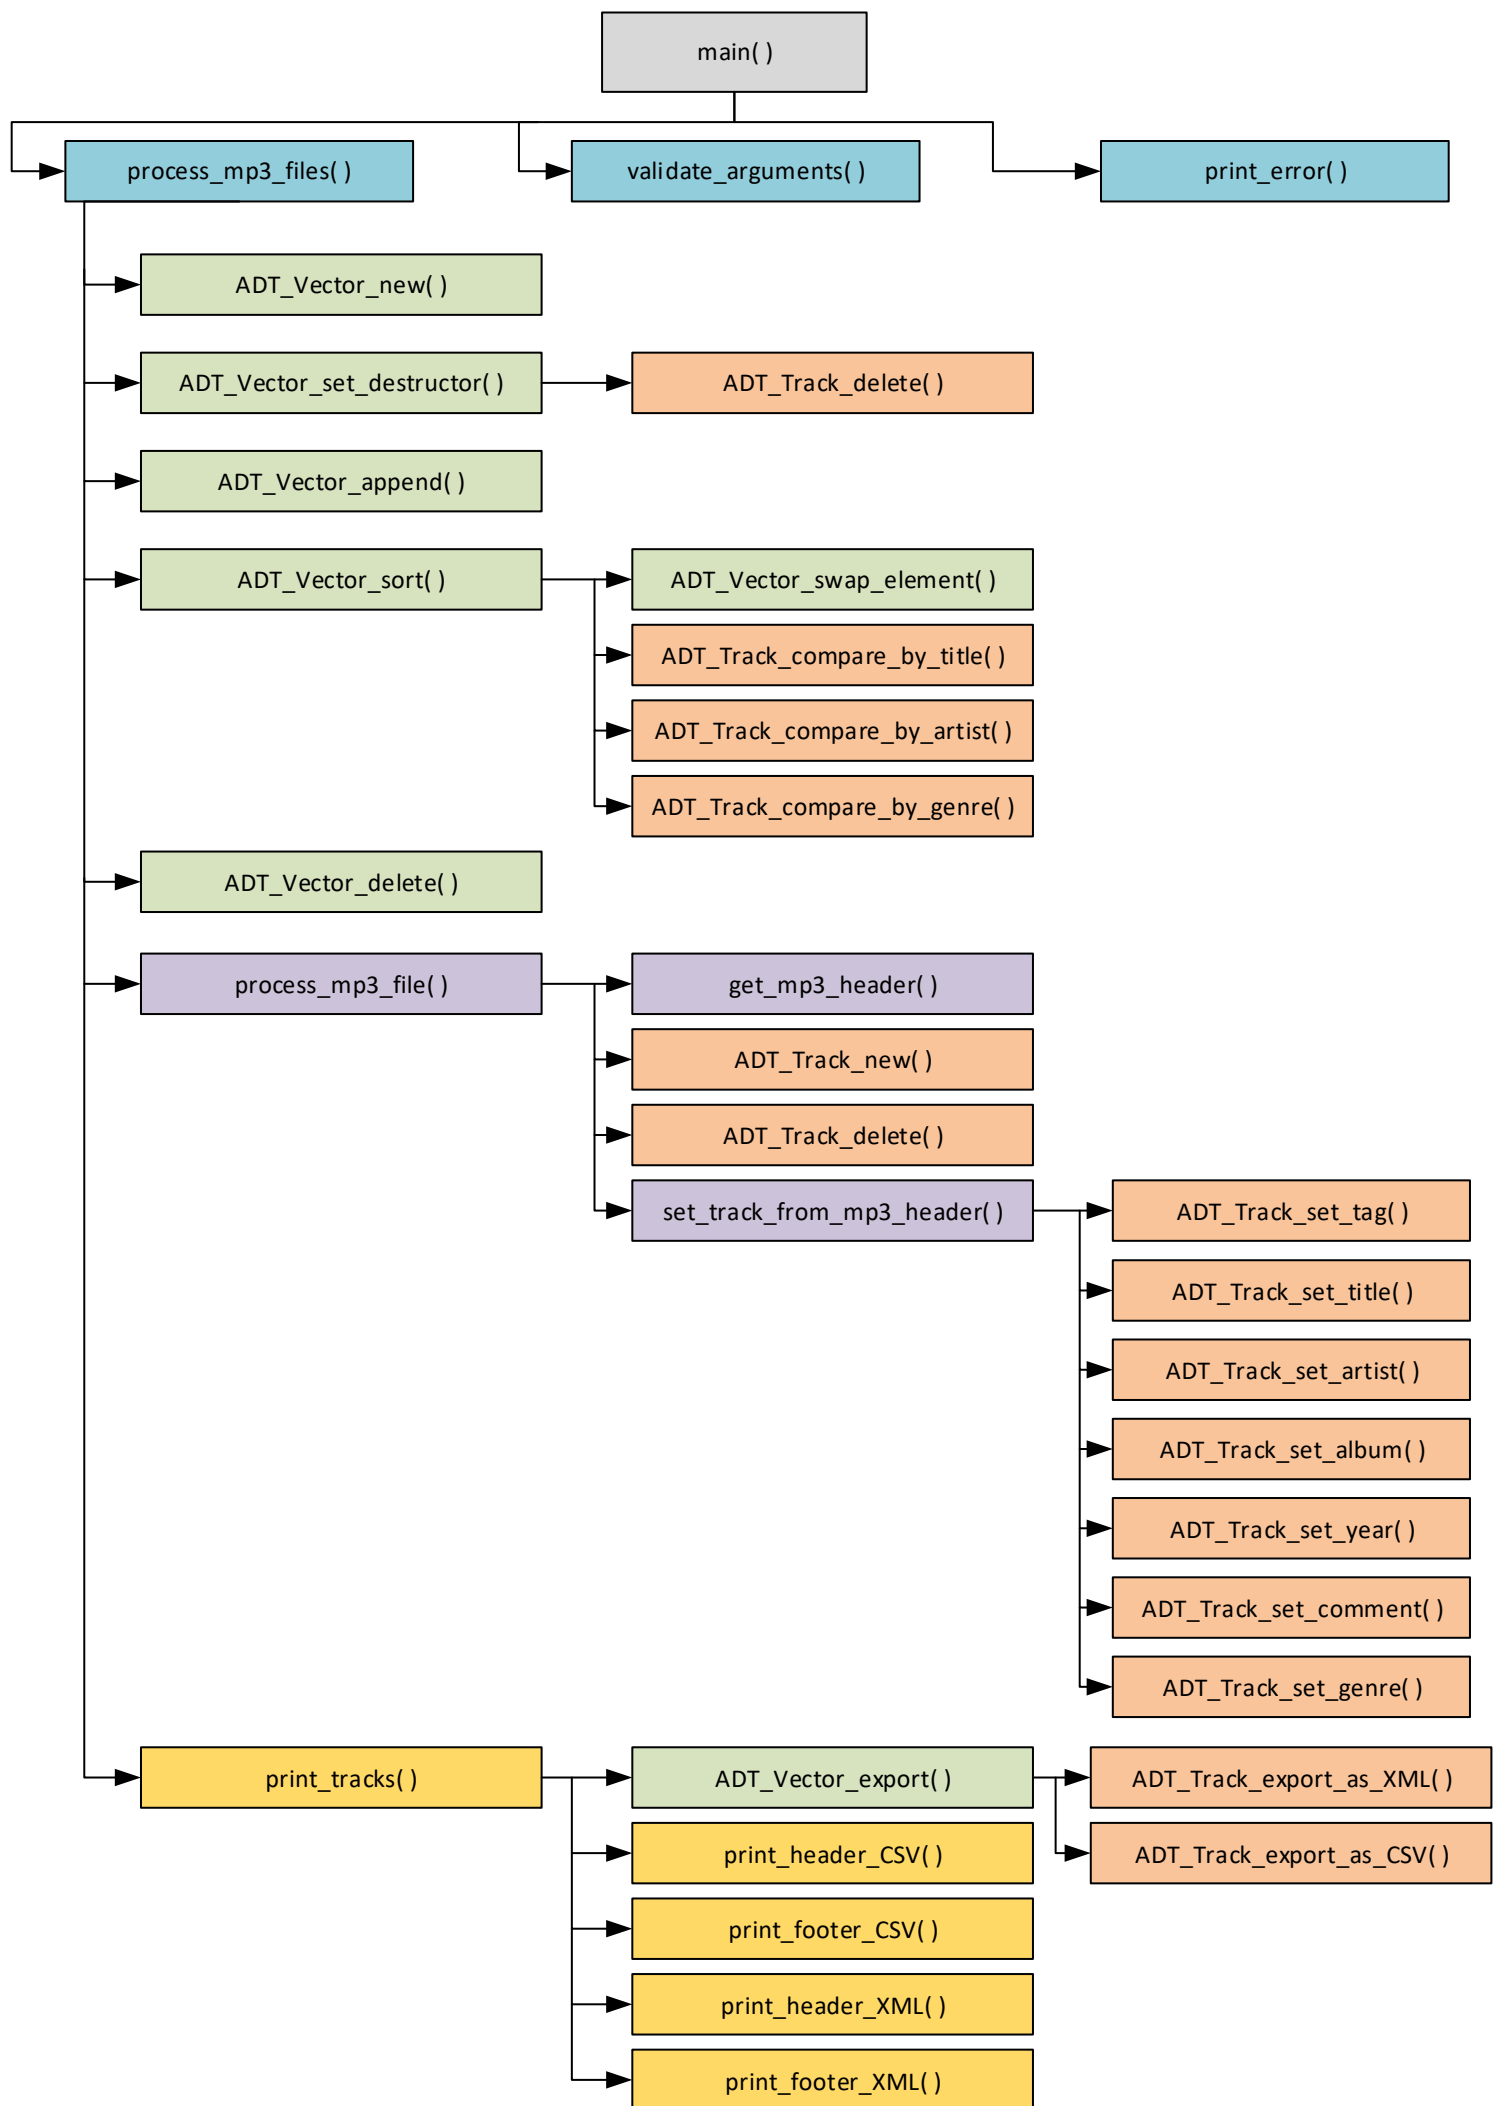 main( )
process_mp3_files( )
validate_arguments( )
print_error( )
ADT_Vector_new( )
ADT_Vector_set_destructor( )
ADT_Track_delete( )
ADT_Vector_append( )
ADT_Vector_sort( )
ADT_Vector_swap_element( )
ADT_Track_compare_by_title( )
ADT_Track_compare_by_artist( )
ADT_Track_compare_by_genre( )
ADT_Vector_delete( )
process_mp3_file( )
get_mp3_header( )
ADT_Track_new( )
ADT_Track_delete( )
set_track_from_mp3_header( )
ADT_Track_set_tag( )
ADT_Track_set_title( )
ADT_Track_set_artist( )
ADT_Track_set_album( )
ADT_Track_set_year( )
ADT_Track_set_comment( )
ADT_Track_set_genre( )
print_tracks( )
ADT_Vector_export( )
ADT_Track_export_as_XML( )
print_header_CSV( )
ADT_Track_export_as_CSV( )
print_footer_CSV( )
print_header_XML( )
print_footer_XML( )